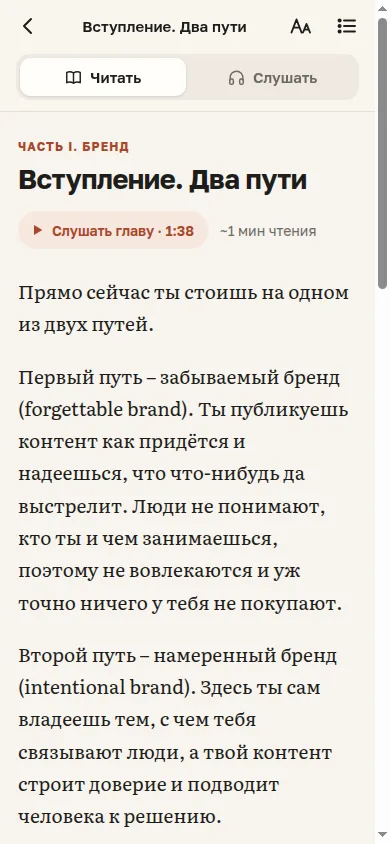 Вступление. Два пути
Читать
Слушать
ЧАСТЬ I. БРЕНД
Вступление. Два пути
Слушать главу · 1:38
~1 мин чтения
Прямо сейчас ты стоишь на одном
из двух путей.
Первый путь – забываемый бренд
(forgettable brand). Ты публикуешь
контент как придётся и
надеешься, что что-нибудь да
выстрелит. Люди не понимают,
кто ты и чем занимаешься,
поэтому не вовлекаются и уж
точно ничего у тебя не покупают.
Второй путь – намеренный бренд
(intentional brand). Здесь ты сам
владеешь тем, с чем тебя
связывают люди, а твой контент
строит доверие и подводит
человека к решению.